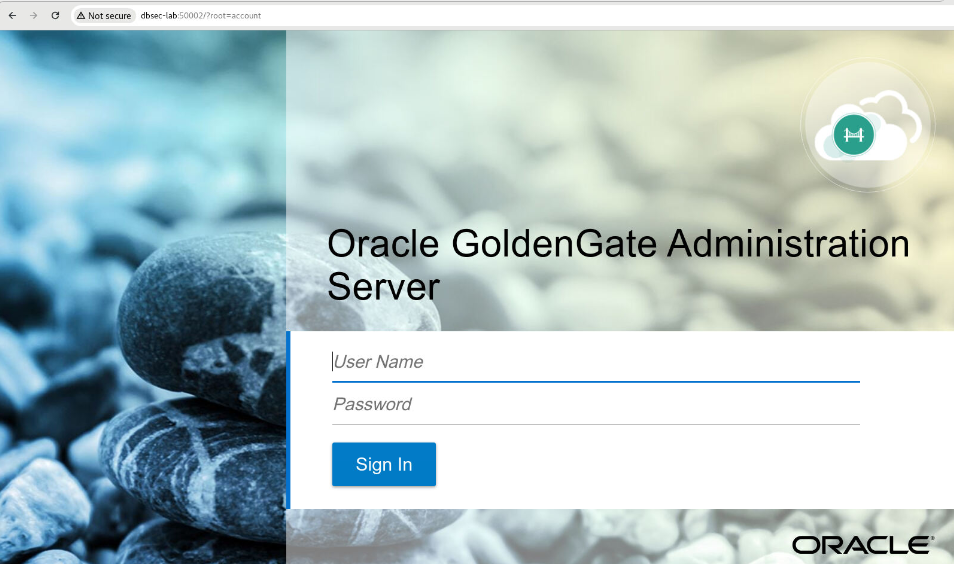 Not secure dbsec-lab:50002/?root=account
Oracle GoldenGate Administration
Server
User Name
Password
Sign In
ORACLE